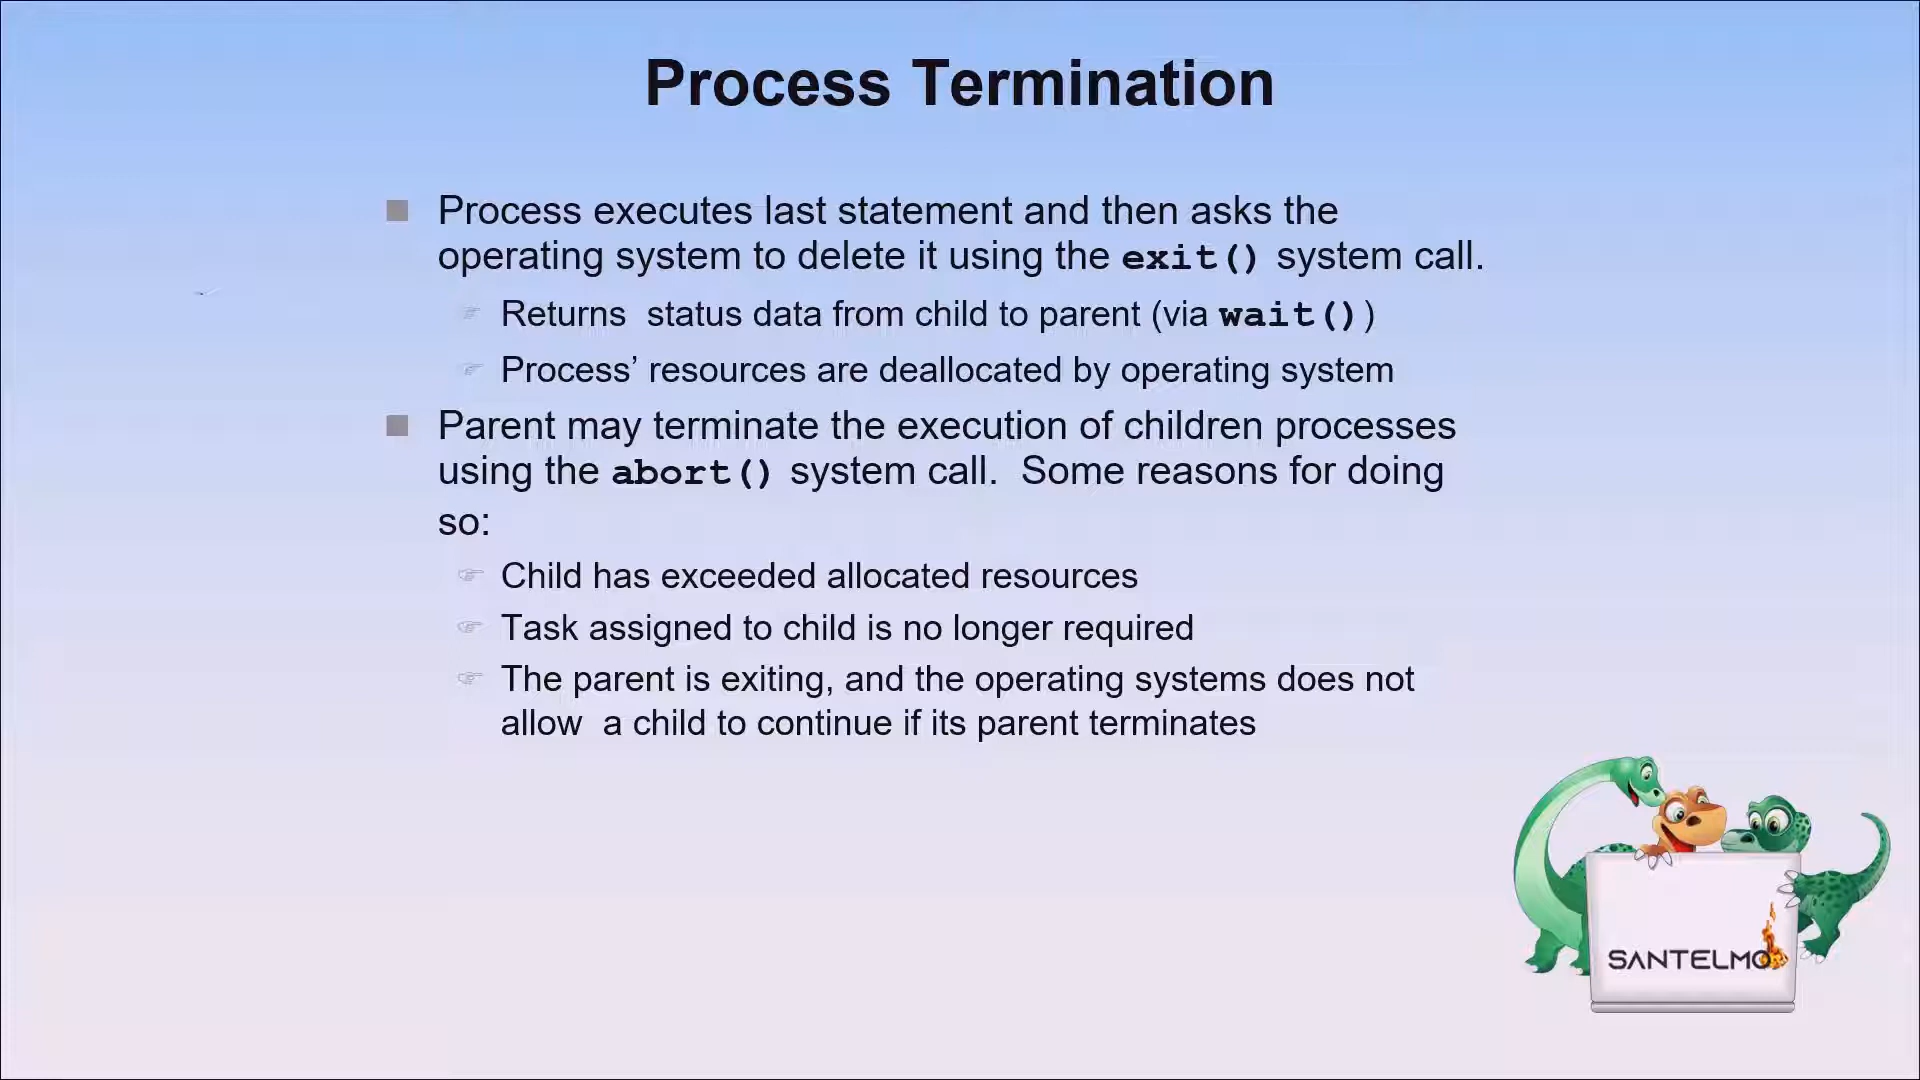 Process Termination
Process executes last statement and then asks the
operating system to delete it using the exit() system call.
Returns  status data from child to parent (via wait())
Process’ resources are deallocated by operating system
Parent may terminate the execution of children processes
using the abort() system call.  Some reasons for doing
so:
Child has exceeded allocated resources
Task assigned to child is no longer required
The parent is exiting, and the operating systems does not
allow  a child to continue if its parent terminates
SANTELMO